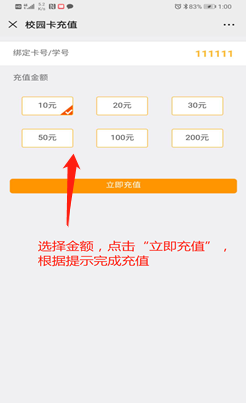 83% 1:00
校园卡充值
绑定卡号/学号 111111
充值金额
10元 20元 30元
50元 100元 200元
立即充值
选择金额，点击“立即充值”，
根据提示完成充值